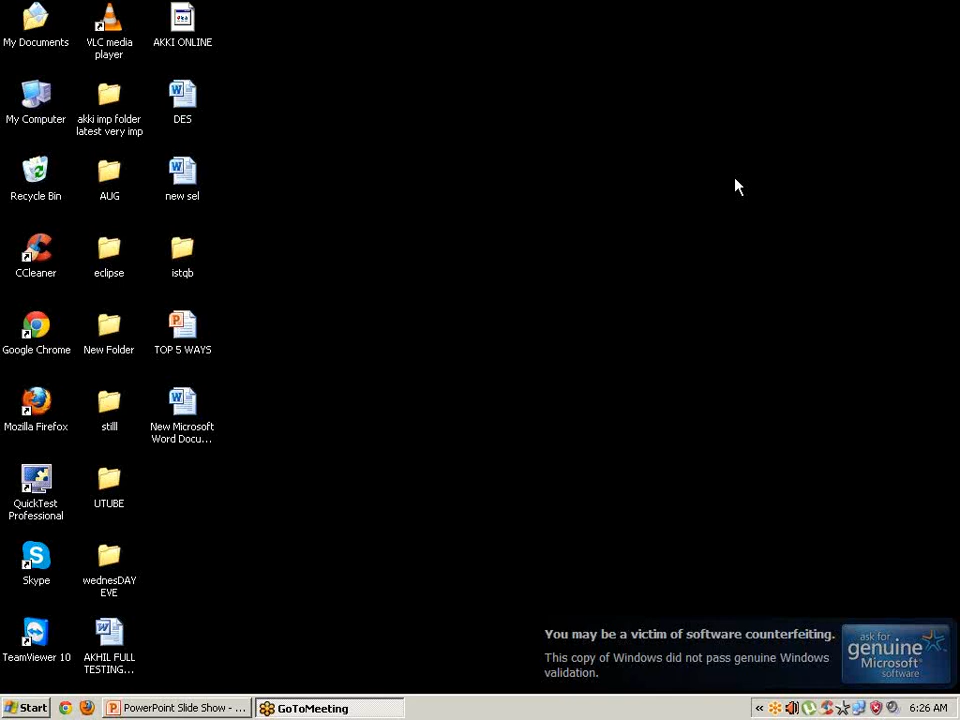 My Documents
VLC media
player
AKKI ONLINE
My Computer
akki imp folder
latest very imp
DES
Recycle Bin
AUG
new sel
CCleaner
eclipse
istqb
Google Chrome
New Folder
TOP 5 WAYS
Mozilla Firefox
stilll
New Microsoft
Word Docu...
QuickTest
Professional
UTUBE
Skype
wednesDAY
EVE
TeamViewer 10
AKHIL FULL
TESTING...
You may be a victim of software counterfeiting.
This copy of Windows did not pass genuine Windows
validation.
ask for
genuine
Microsoft
software
Start
PowerPoint Slide Show - ...
GoToMeeting
6:26 AM